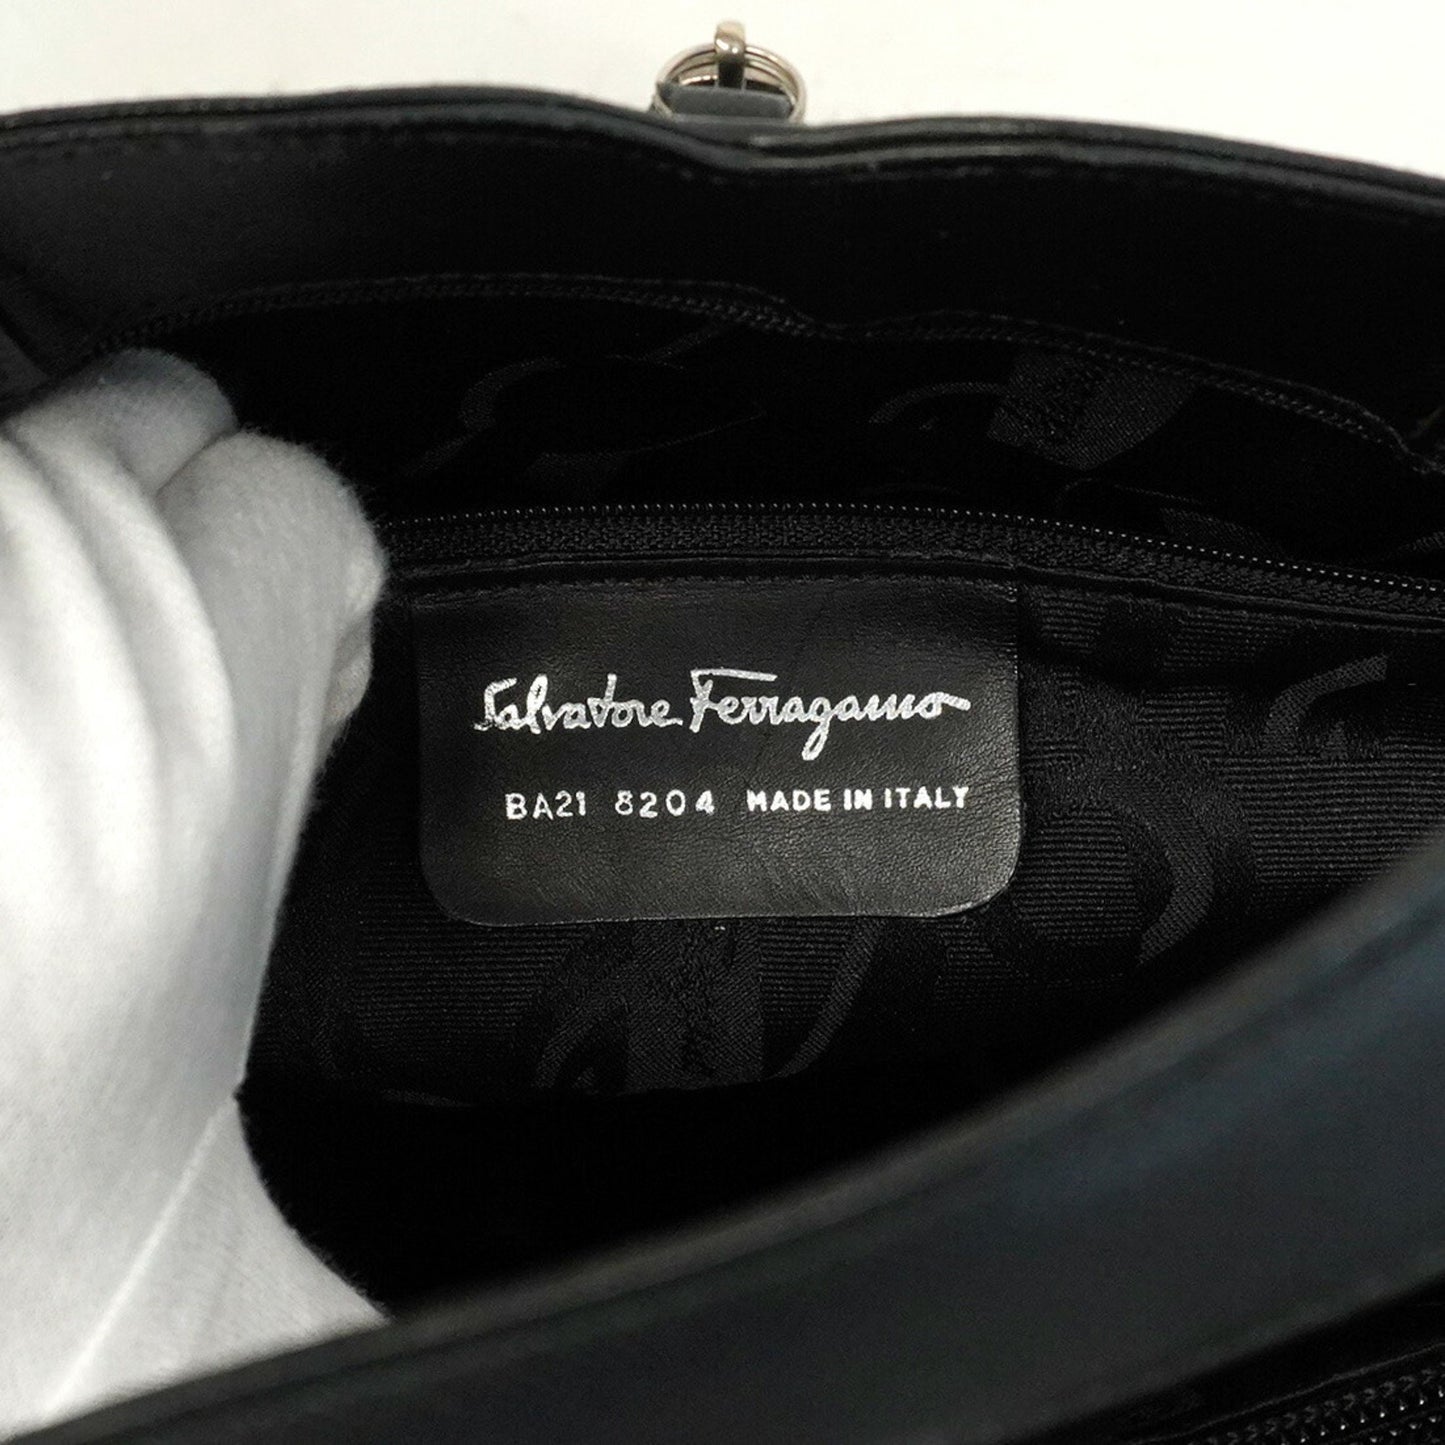 Salvatore Ferragamo
BA21 8204 MADE IN ITALY